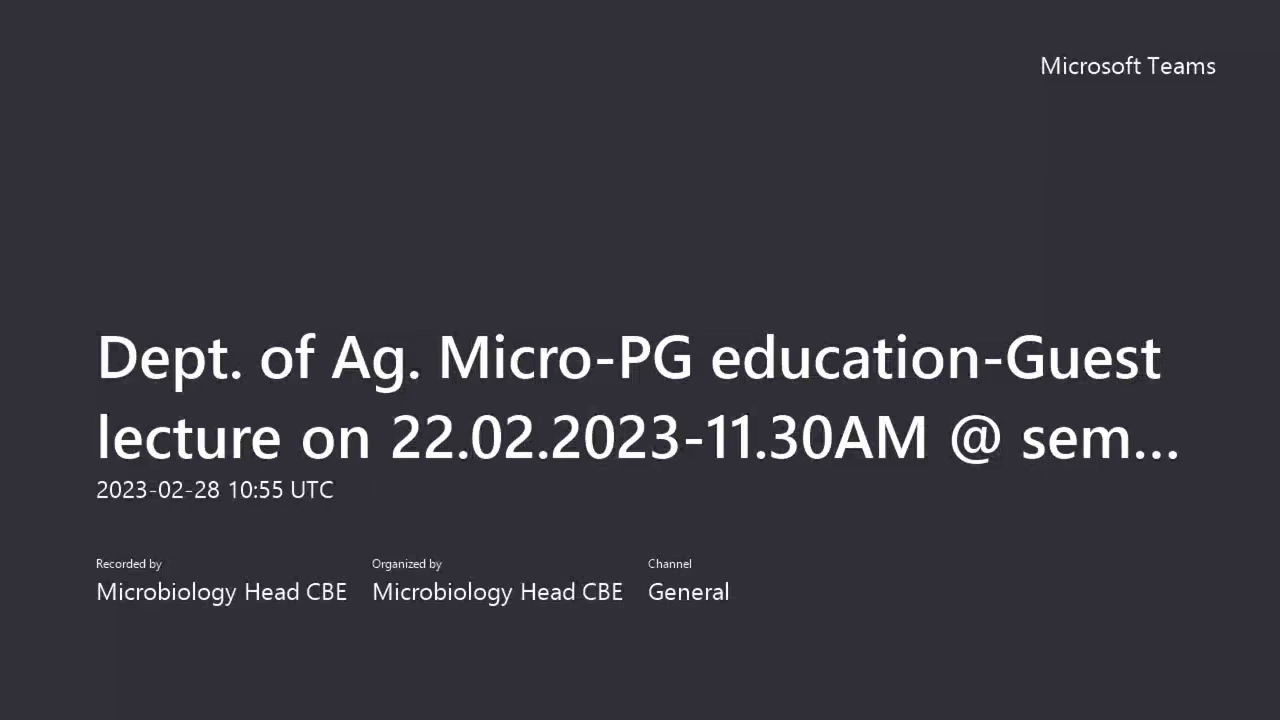 Microsoft Teams
Dept. of Ag. Micro-PG education-Guest
lecture on 22.02.2023-11.30AM @ sem...
2023-02-28 10:55 UTC
Recorded by Organized by Channel
Microbiology Head CBE Microbiology Head CBE General